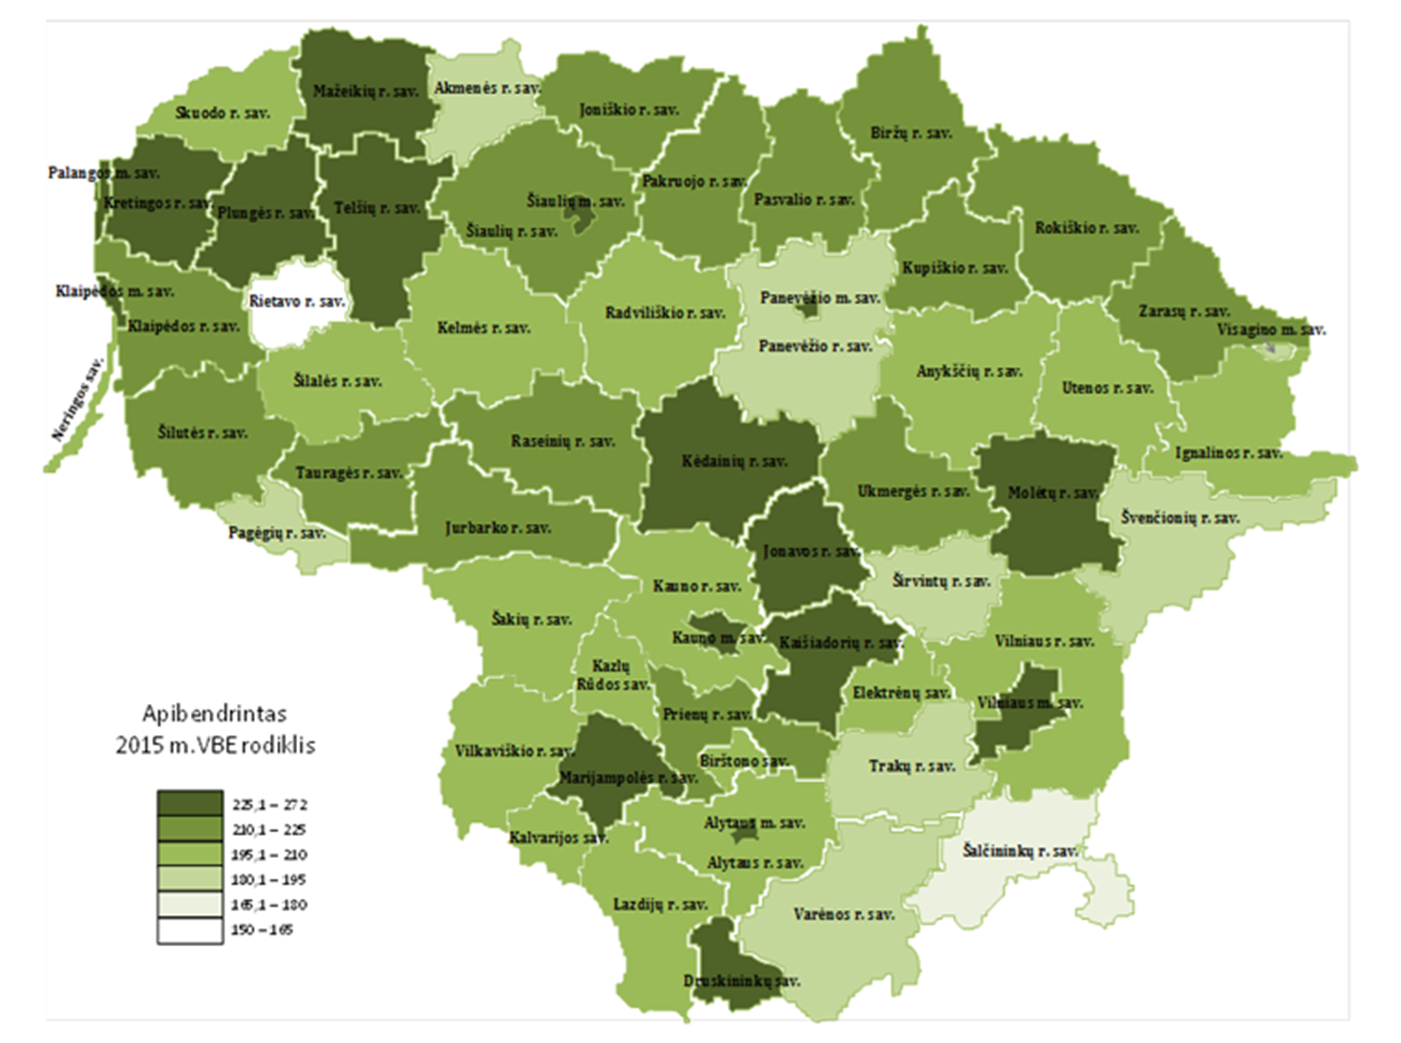 Mažeikių r. sav.
Akmenės r. sav.
Skuodo r. sav.
Joniškio r. sav.
Biržų r. sav.
Palangos m. sav.
Kretingos r. sav.
Plungės r. sav.
Telšių r. sav.
Šiaulių m. sav.
Šiaulių r. sav.
Pakruojo r. sav.
Pasvalio r. sav.
Rokiškio r. sav.
Kupiškio r. sav.
Klaipėdos m. sav.
Rietavo r. sav.
Klaipėdos r. sav.
Kelmės r. sav.
Radviliškio r. sav.
Panevėžio m. sav.
Panevėžio r. sav.
Zarasų r. sav.
Visagino m. sav.
Neringos sav.
Šilalės r. sav.
Anykščių r. sav.
Utenos r. sav.
Šilutės r. sav.
Raseinių r. sav.
Ignalinos r. sav.
Tauragės r. sav.
Kėdainių r. sav.
Ukmergės r. sav.
Molėtų r. sav.
Švenčionių r. sav.
Pagėgių r. sav.
Jurbarko r. sav.
Jonavos r. sav.
Kauno r. sav.
Širvintų r. sav.
Šakių r. sav.
Kauno m. sav.
Kaišiadorių r. sav.
Vilniaus r. sav.
Kazlų
Rūdos sav.
Elektrėnų sav.
Vilniaus m. sav.
Prienų r. sav.
Vilkaviškio r. sav.
Birštono sav.
Trakų r. sav.
Marijampolės r. sav.
Kalvarijos sav.
Alytaus m. sav.
Alytaus r. sav.
Šalčininkų r. sav.
Lazdijų r. sav.
Varėnos r. sav.
Druskininkų sav.
Apibendrintas
2015 m.VBE rodiklis
225,1 – 272
210,1 – 225
195,1 – 210
180,1 – 195
165,1 – 180
150 – 165